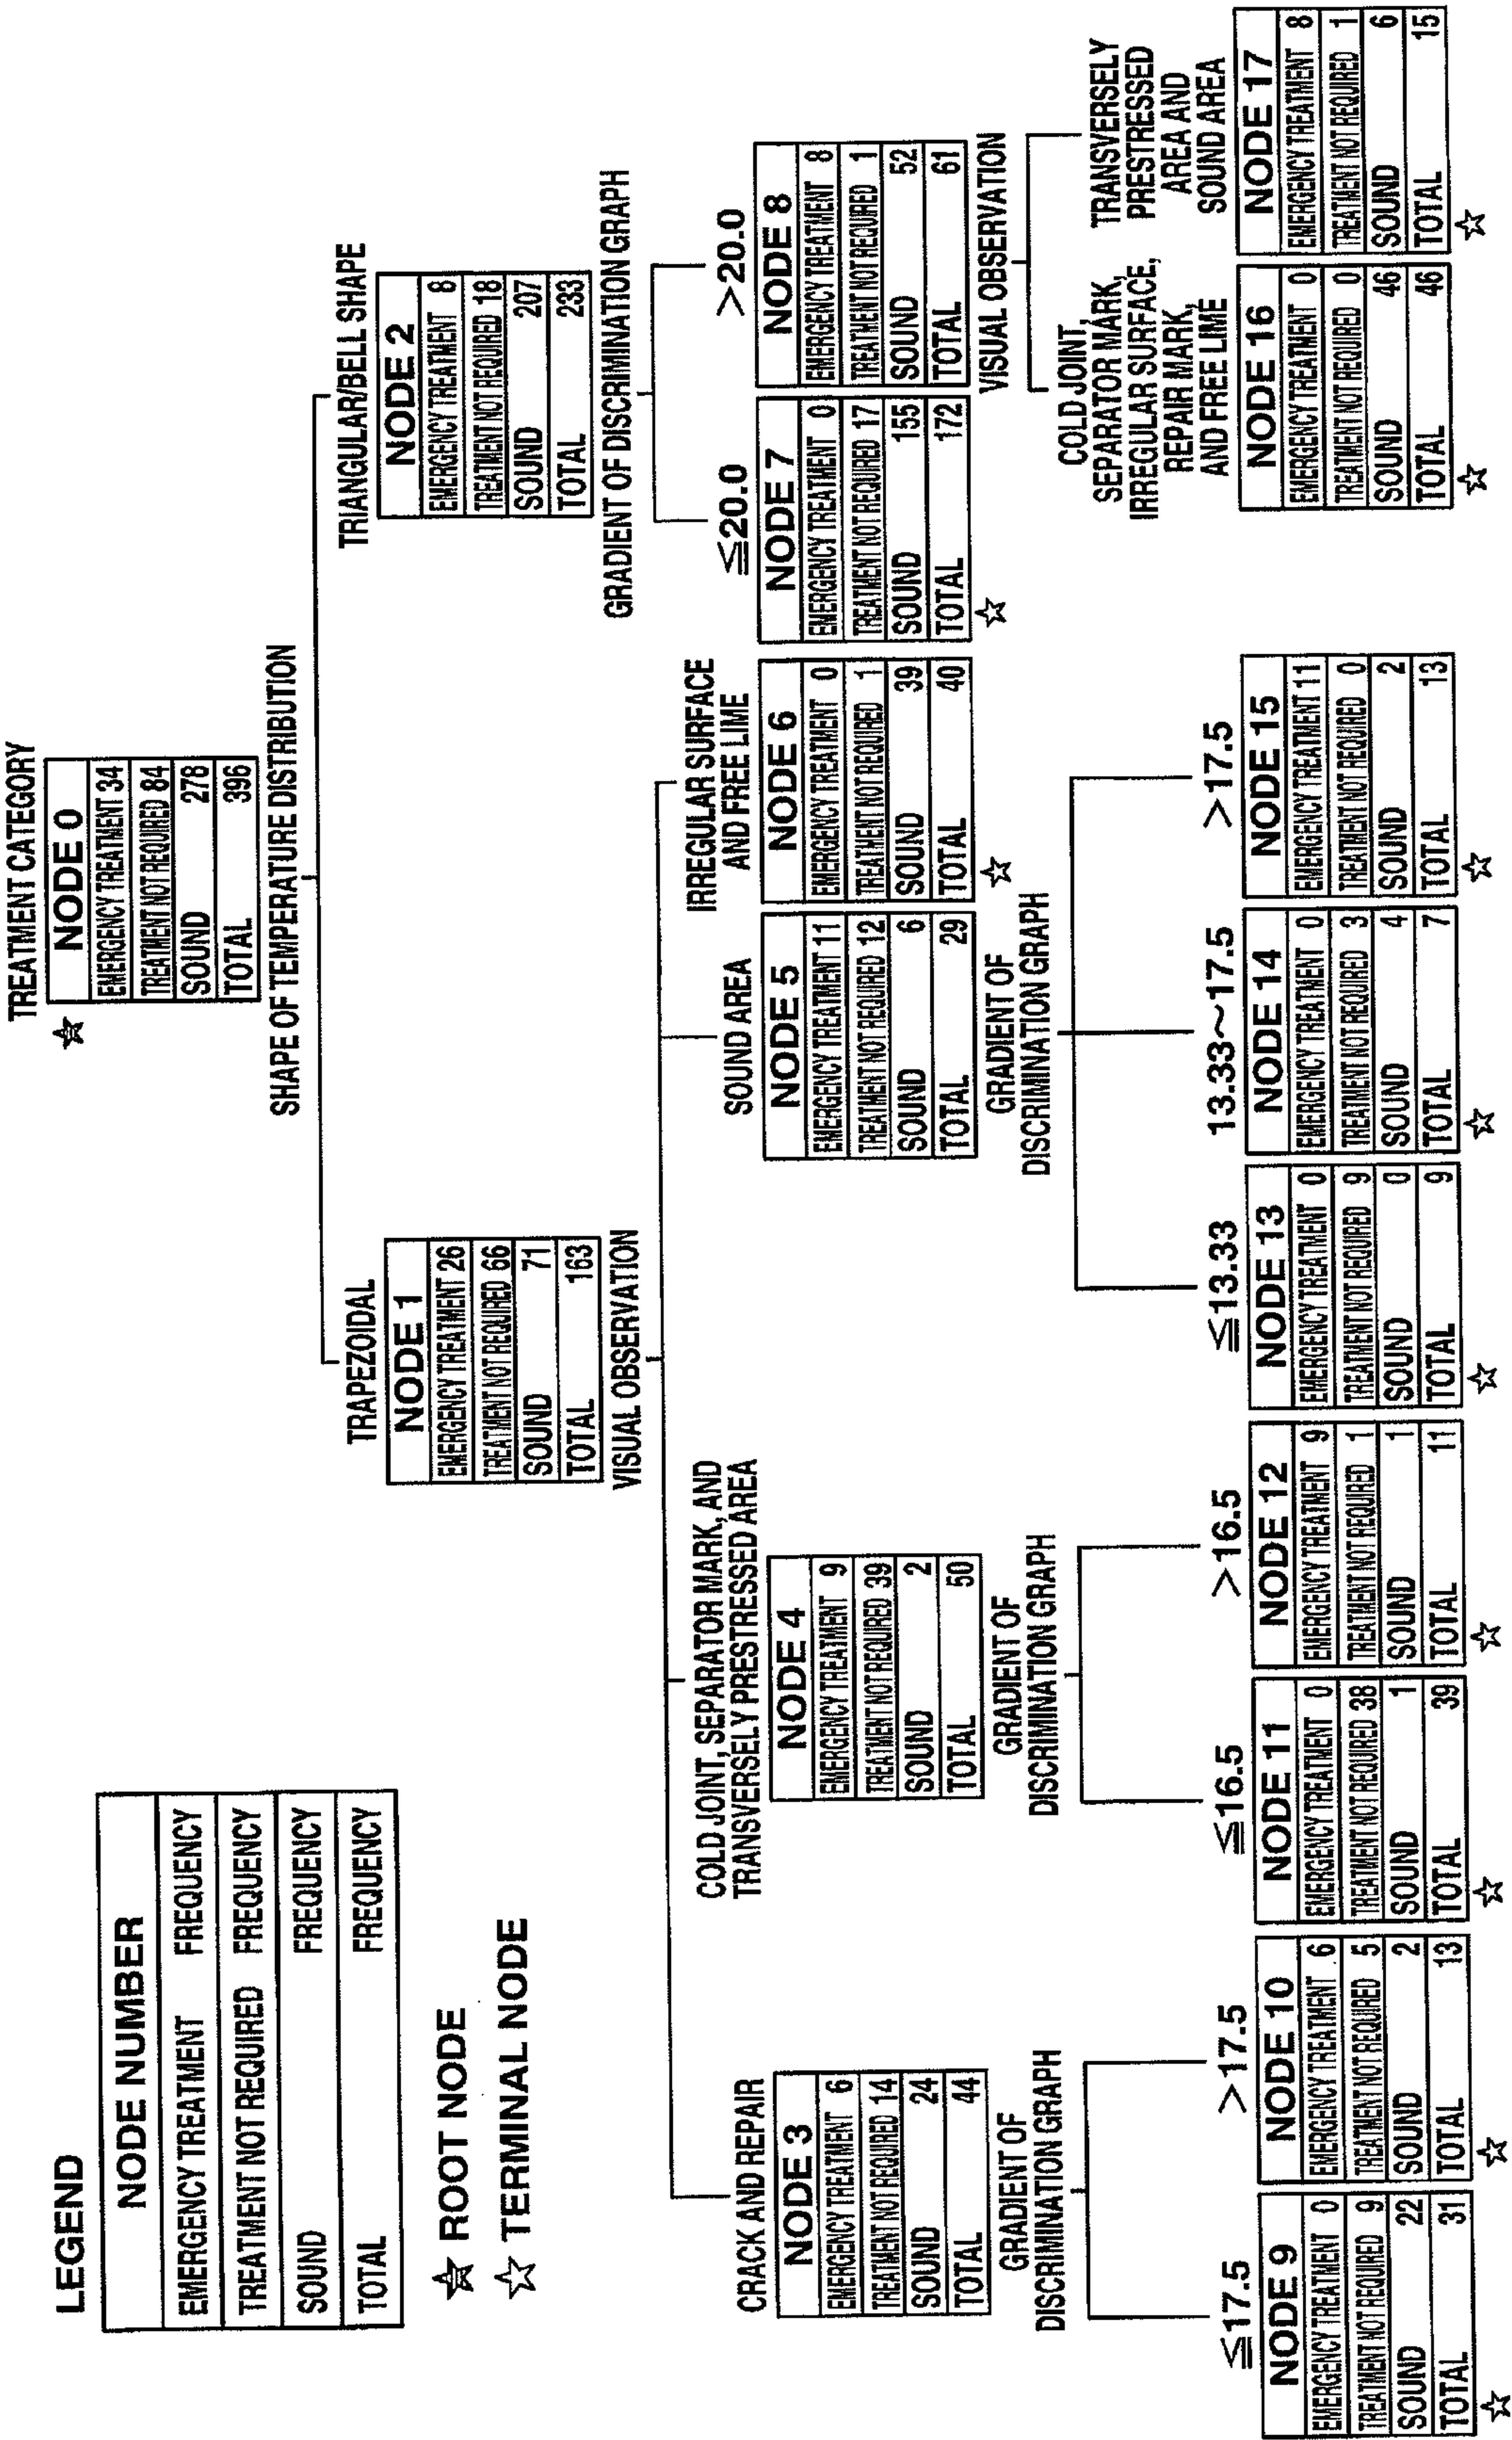 LEGEND
NODE NUMBER
EMERGENCY TREATMENT FREQUENCY
TREATMENT NOT REQUIRED FREQUENCY
SOUND FREQUENCY
TOTAL FREQUENCY
ROOT NODE
TERMINAL NODE
TREATMENT CATEGORY
NODE 0
EMERGENCY TREATMENT 34
TREATMENT NOT REQUIRED 84
SOUND 278
TOTAL 396
SHAPE OF TEMPERATURE DISTRIBUTION
TRAPEZOIDAL
NODE 1
EMERGENCY TREATMENT 26
TREATMENT NOT REQUIRED 66
SOUND 71
TOTAL 163
VISUAL OBSERVATION
TRIANGULAR/BELL SHAPE
NODE 2
EMERGENCY TREATMENT 8
TREATMENT NOT REQUIRED 18
SOUND 207
TOTAL 233
GRADIENT OF DISCRIMINATION GRAPH
CRACK AND REPAIR
NODE 3
EMERGENCY TREATMENT 6
TREATMENT NOT REQUIRED 14
SOUND 24
TOTAL 44
GRADIENT OF
DISCRIMINATION GRAPH
COLD JOINT, SEPARATOR MARK, AND
TRANSVERSELY PRESTRESSED AREA
NODE 4
EMERGENCY TREATMENT 9
TREATMENT NOT REQUIRED 39
SOUND 2
TOTAL 50
GRADIENT OF
DISCRIMINATION GRAPH
SOUND AREA
NODE 5
EMERGENCY TREATMENT 11
TREATMENT NOT REQUIRED 12
SOUND 6
TOTAL 29
GRADIENT OF
DISCRIMINATION GRAPH
IRREGULAR SURFACE
AND FREE LIME
NODE 6
EMERGENCY TREATMENT 0
TREATMENT NOT REQUIRED 1
SOUND 39
TOTAL 40
≦20.0
NODE 7
EMERGENCY TREATMENT 0
TREATMENT NOT REQUIRED 17
SOUND 155
TOTAL 172
>20.0
NODE 8
EMERGENCY TREATMENT 8
TREATMENT NOT REQUIRED 1
SOUND 52
TOTAL 61
VISUAL OBSERVATION
≦17.5
NODE 9
EMERGENCY TREATMENT 0
TREATMENT NOT REQUIRED 9
SOUND 22
TOTAL 31
>17.5
NODE 10
EMERGENCY TREATMENT 6
TREATMENT NOT REQUIRED 5
SOUND 2
TOTAL 13
≦16.5
NODE 11
EMERGENCY TREATMENT 0
TREATMENT NOT REQUIRED 38
SOUND 1
TOTAL 39
>16.5
NODE 12
EMERGENCY TREATMENT 9
TREATMENT NOT REQUIRED 1
SOUND 1
TOTAL 11
≦13.33
NODE 13
EMERGENCY TREATMENT 0
TREATMENT NOT REQUIRED 9
SOUND 0
TOTAL 9
13.33~17.5
NODE 14
EMERGENCY TREATMENT 0
TREATMENT NOT REQUIRED 3
SOUND 4
TOTAL 7
>17.5
NODE 15
EMERGENCY TREATMENT 11
TREATMENT NOT REQUIRED 0
SOUND 2
TOTAL 13
COLD JOINT,
SEPARATOR MARK,
IRREGULAR SURFACE,
REPAIR MARK,
AND FREE LIME
NODE 16
EMERGENCY TREATMENT 0
TREATMENT NOT REQUIRED 0
SOUND 46
TOTAL 46
TRANSVERSELY
PRESTRESSED
AREA AND
SOUND AREA
NODE 17
EMERGENCY TREATMENT 8
TREATMENT NOT REQUIRED 1
SOUND 6
TOTAL 15